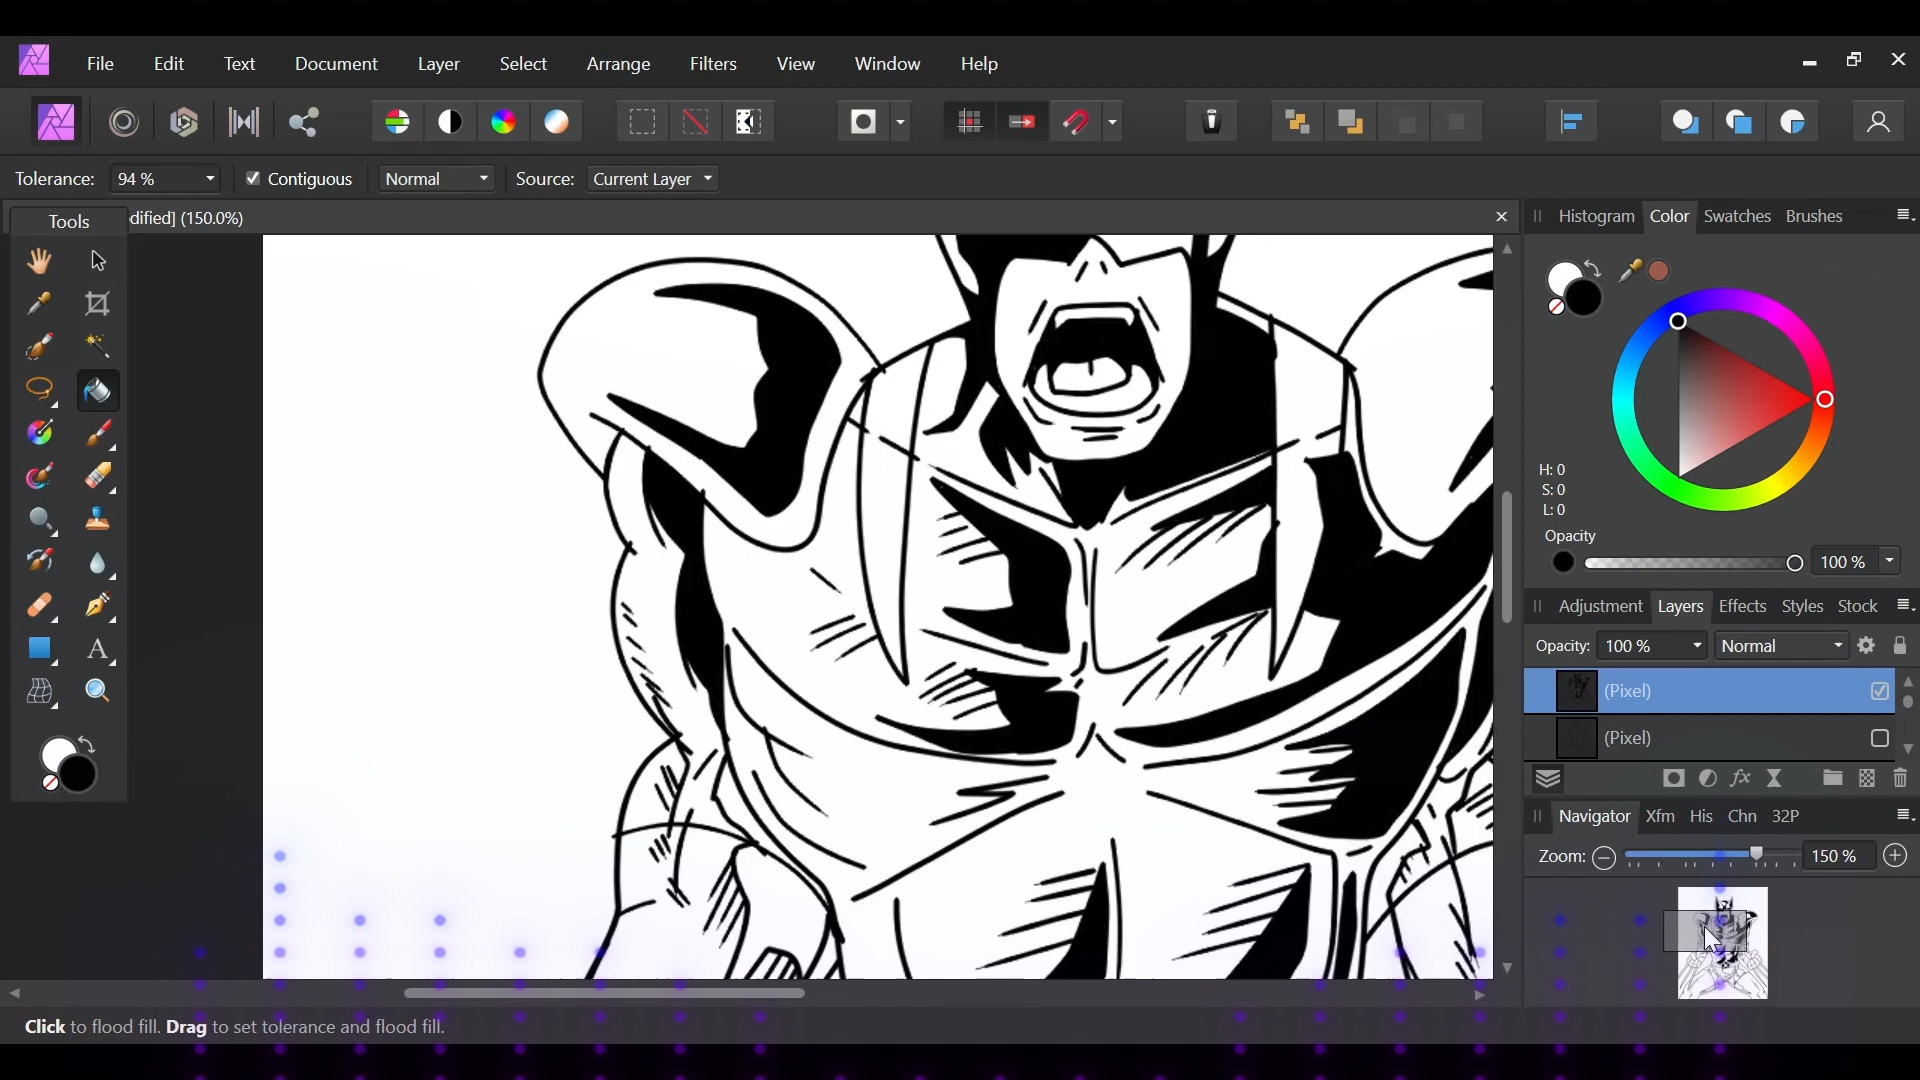 File Edit Text Document Layer Select Arrange Filters View Window Help
Tolerance: 94 % Contiguous Normal Source: Current Layer
Tools
dified] (150.0%)
Histogram Color Swatches Brushes
H: 0
S: 0
L: 0
Opacity
100 %
Adjustment Layers Effects Styles Stock
Opacity: 100 % Normal
(Pixel)
(Pixel)
Navigator Xfm His Chn 32P
Zoom: 150 %
Click to flood fill. Drag to set tolerance and flood fill.